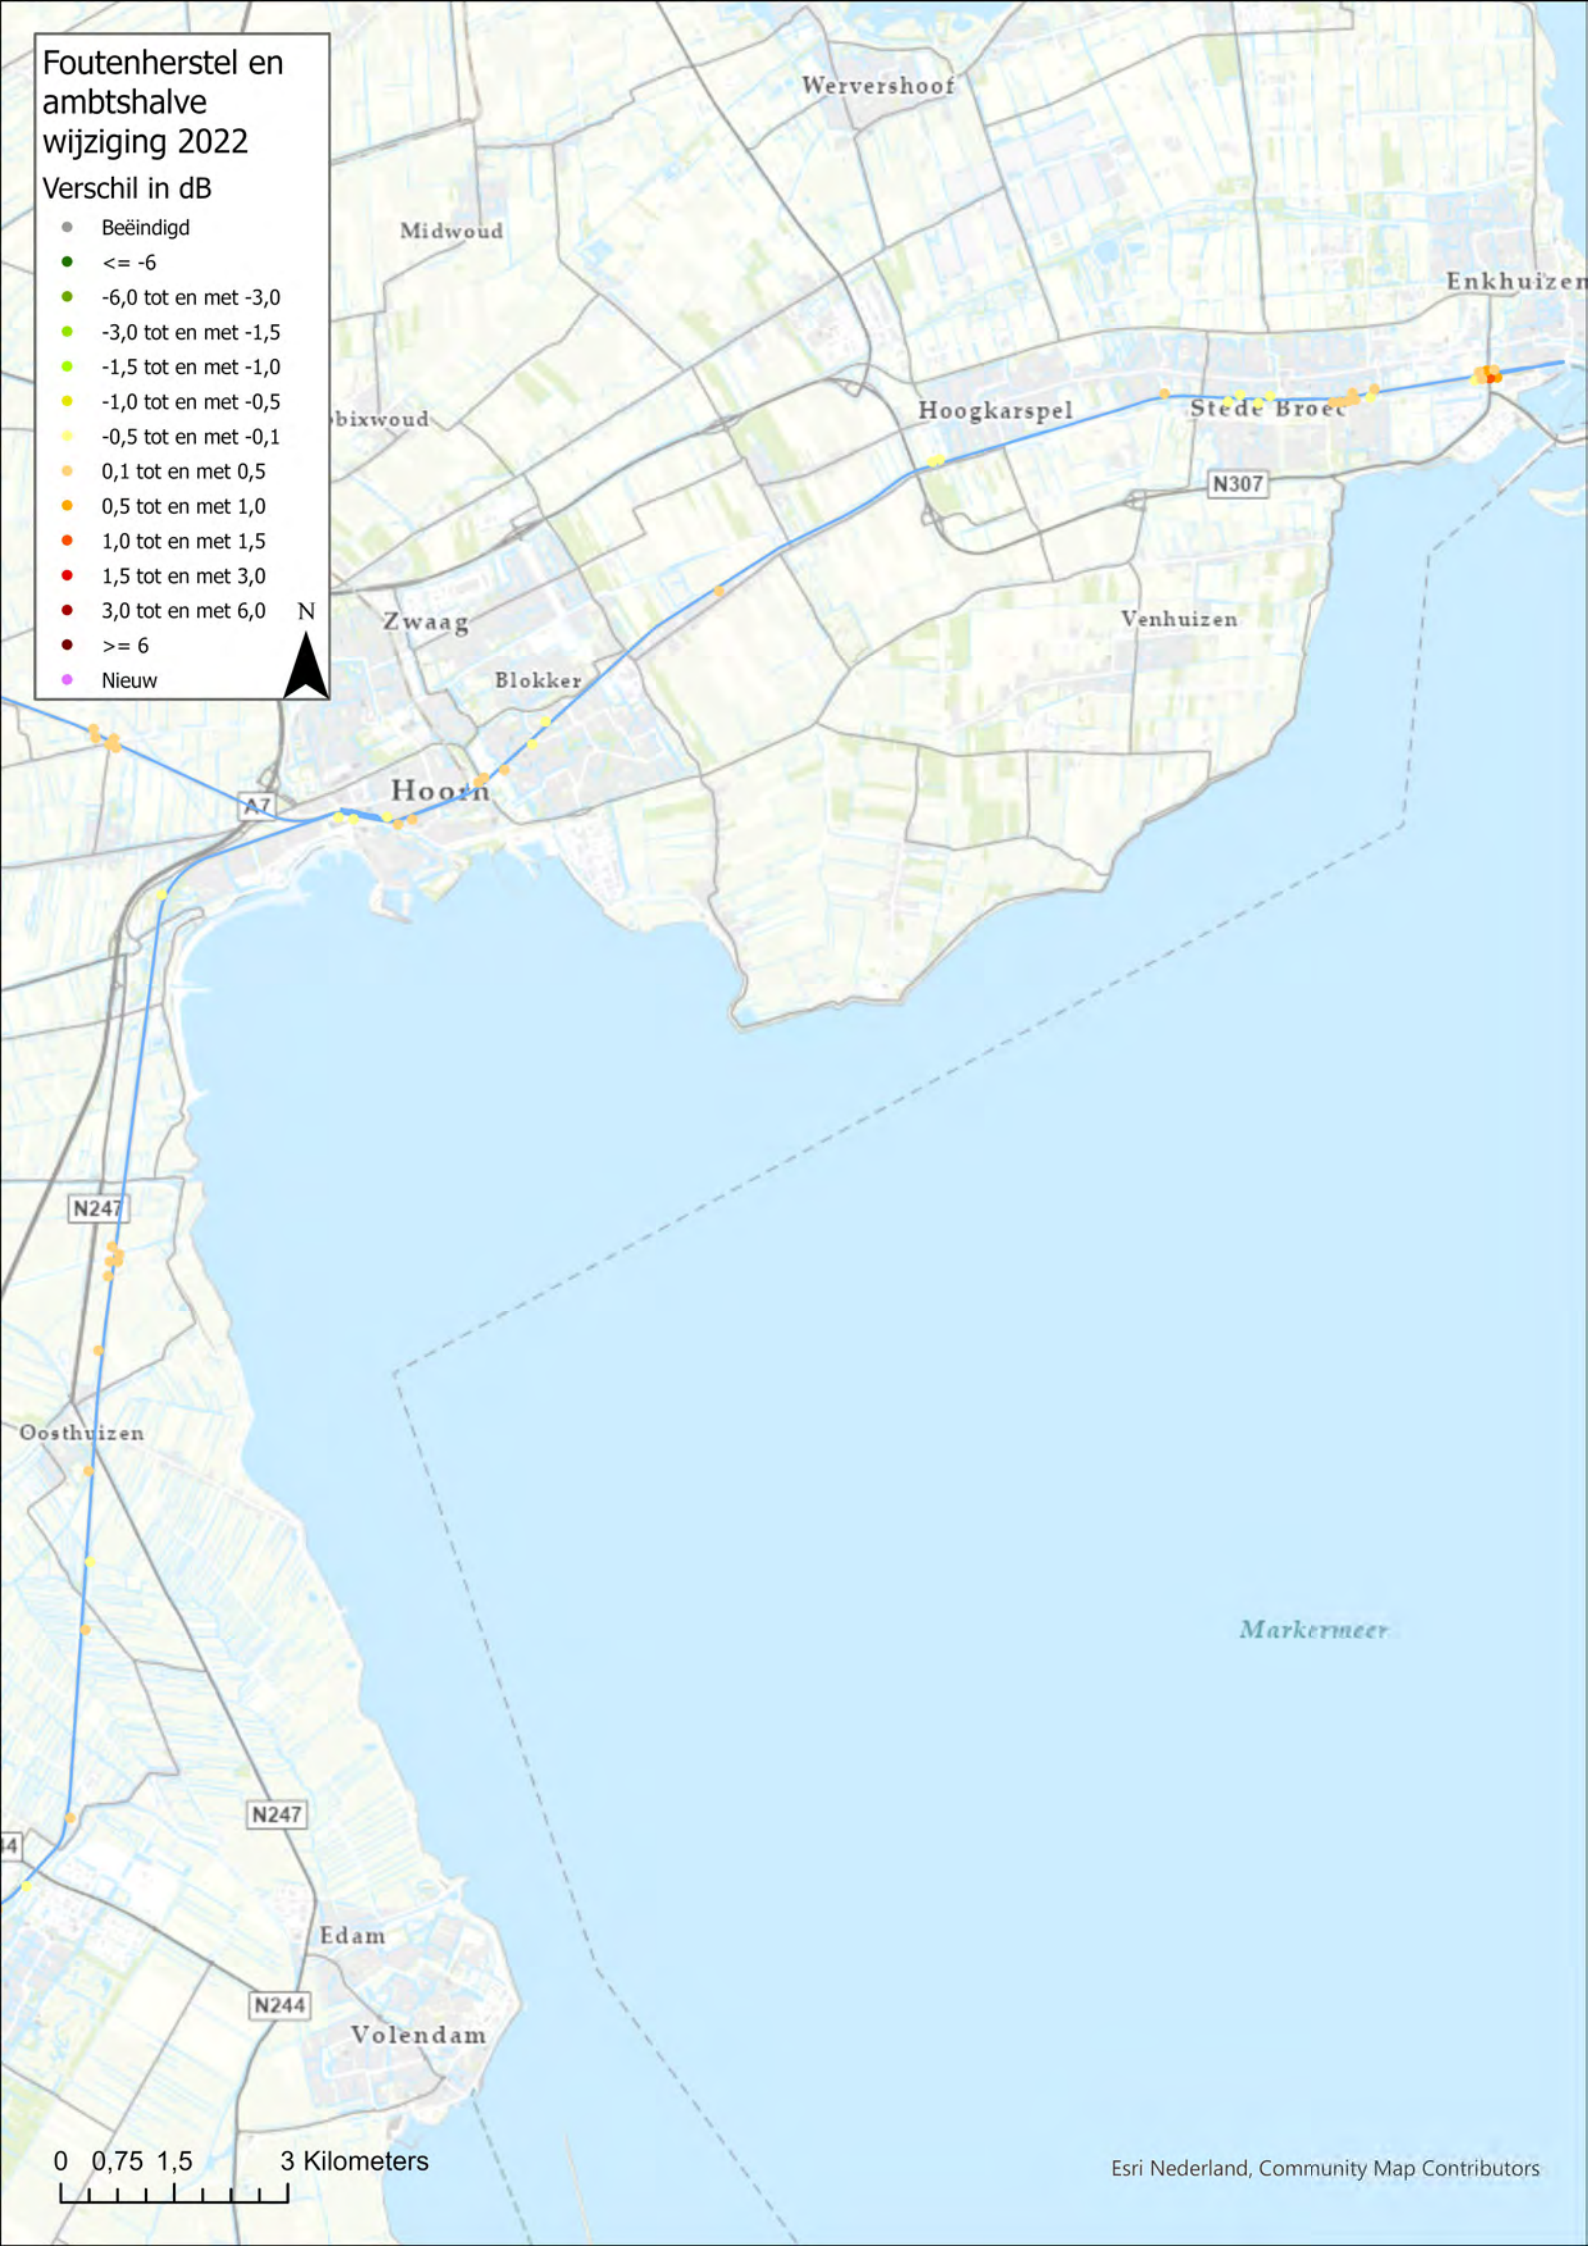 Foutenherstel en
ambtshalve
wijziging 2022
Verschil in dB
Beëindigd
<= -6
-6,0 tot en met -3,0
-3,0 tot en met -1,5
-1,5 tot en met -1,0
-1,0 tot en met -0,5
-0,5 tot en met -0,1
0,1 tot en met 0,5
0,5 tot en met 1,0
1,0 tot en met 1,5
1,5 tot en met 3,0
3,0 tot en met 6,0
>= 6
Nieuw
N
Wervershoof
Midwoud
Enkhuizen
bixwoud
Hoogkarspel
Stede Broec
N307
Zwaag
Venhuizen
Blokker
Hoorn
A7
N247
Oosthuizen
Markermeer
N247
44
Edam
N244
Volendam
0 0,75 1,5 3 Kilometers
Esri Nederland, Community Map Contributors